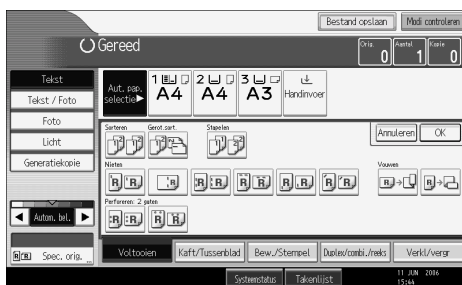 Bestand opslaan Modi controleren
Gereed
Orig. 0 Aantal 1 Kopie 0
Tekst
Tekst / Foto
Foto
Licht
Generatiekopie
Autom. bel.
Spec. orig.
Aut. pap. selectie▶
1 A4
2 A4
3 A3
Handinvoer
Sorteren Gerot.sort. Stapelen
Annuleren OK
Nieten
Vouwen
Perforeren: 2 gaten
Voltooien Kaft/Tussenblad Bew./Stempel Duplex/combi./reeks Verkl/vergr
Systeemstatus Takenlijst
11 JUN 2006
15:44